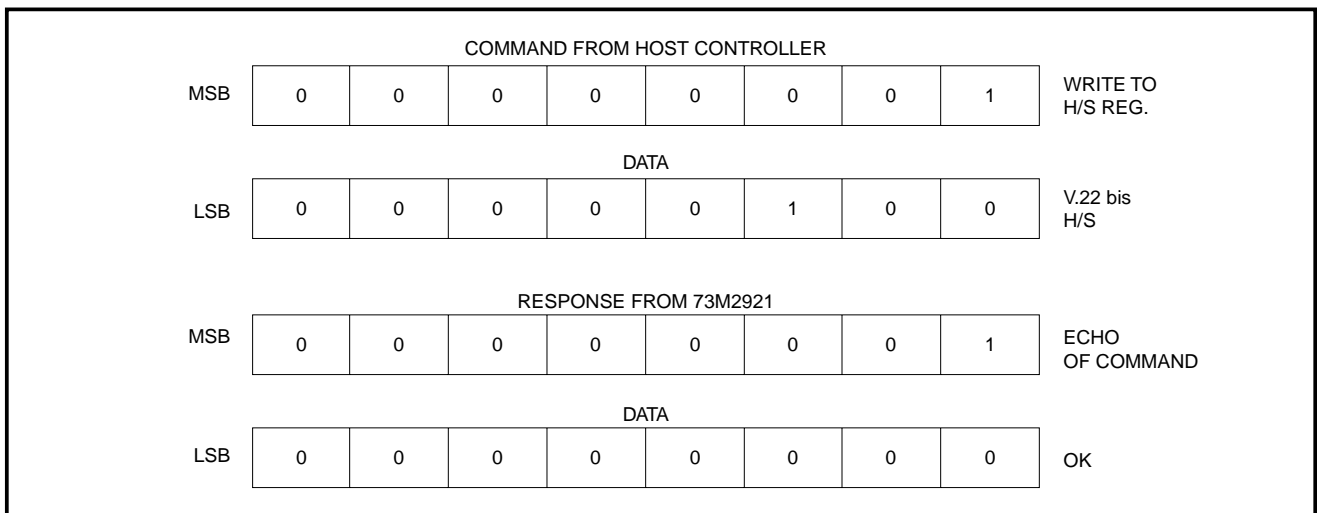 COMMAND FROM HOST CONTROLLER
MSB 0 0 0 0 0 0 0 1 WRITE TO
H/S REG.
DATA
LSB 0 0 0 0 0 1 0 0 V.22 bis
H/S
RESPONSE FROM 73M2921
MSB 0 0 0 0 0 0 0 1 ECHO
OF COMMAND
DATA
LSB 0 0 0 0 0 0 0 0 OK